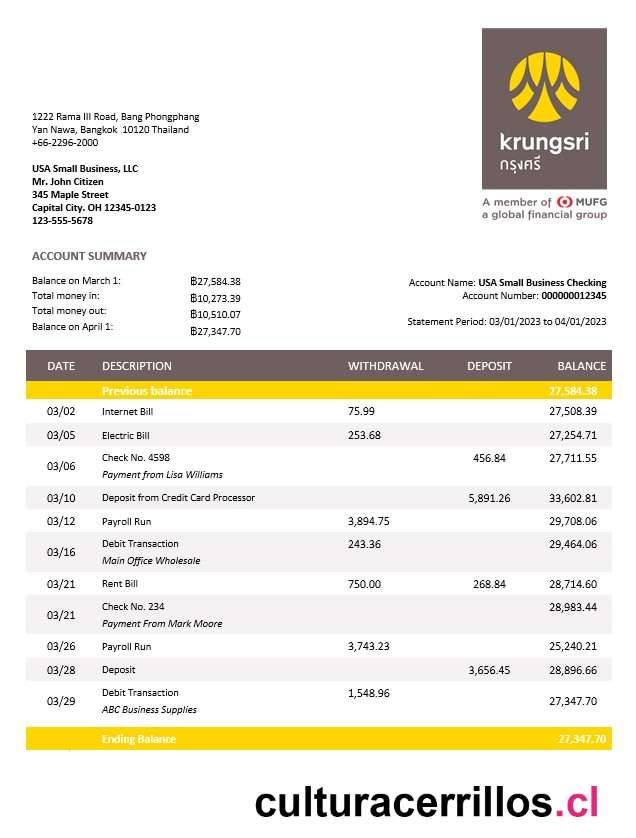 krungsri
กรุงศรี
A member of MUFG
a global financial group
1222 Rama III Road, Bang Phongphang
Yan Nawa, Bangkok 10120 Thailand
+66-2296-2000
USA Small Business, LLC
Mr. John Citizen
345 Maple Street
Capital City. OH 12345-0123
123-555-5678
ACCOUNT SUMMARY
Balance on March 1: ฿27,584.38
Total money in: ฿10,273.39
Total money out: ฿10,510.07
Balance on April 1: ฿27,347.70
Account Name: USA Small Business Checking
Account Number: 000000012345
Statement Period: 03/01/2023 to 04/01/2023
DATE DESCRIPTION WITHDRAWAL DEPOSIT BALANCE
Previous balance 27,584.38
03/02 Internet Bill 75.99 27,508.39
03/05 Electric Bill 253.68 27,254.71
03/06 Check No. 4598 456.84 27,711.55
Payment from Lisa Williams
03/10 Deposit from Credit Card Processor 5,891.26 33,602.81
03/12 Payroll Run 3,894.75 29,708.06
03/16 Debit Transaction 243.36 29,464.06
Main Office Wholesale
03/21 Rent Bill 750.00 268.84 28,714.60
03/21 Check No. 234 28,983.44
Payment From Mark Moore
03/26 Payroll Run 3,743.23 25,240.21
03/28 Deposit 3,656.45 28,896.66
03/29 Debit Transaction 1,548.96 27,347.70
ABC Business Supplies
Ending Balance 27,347.70
culturacerrillos.cl